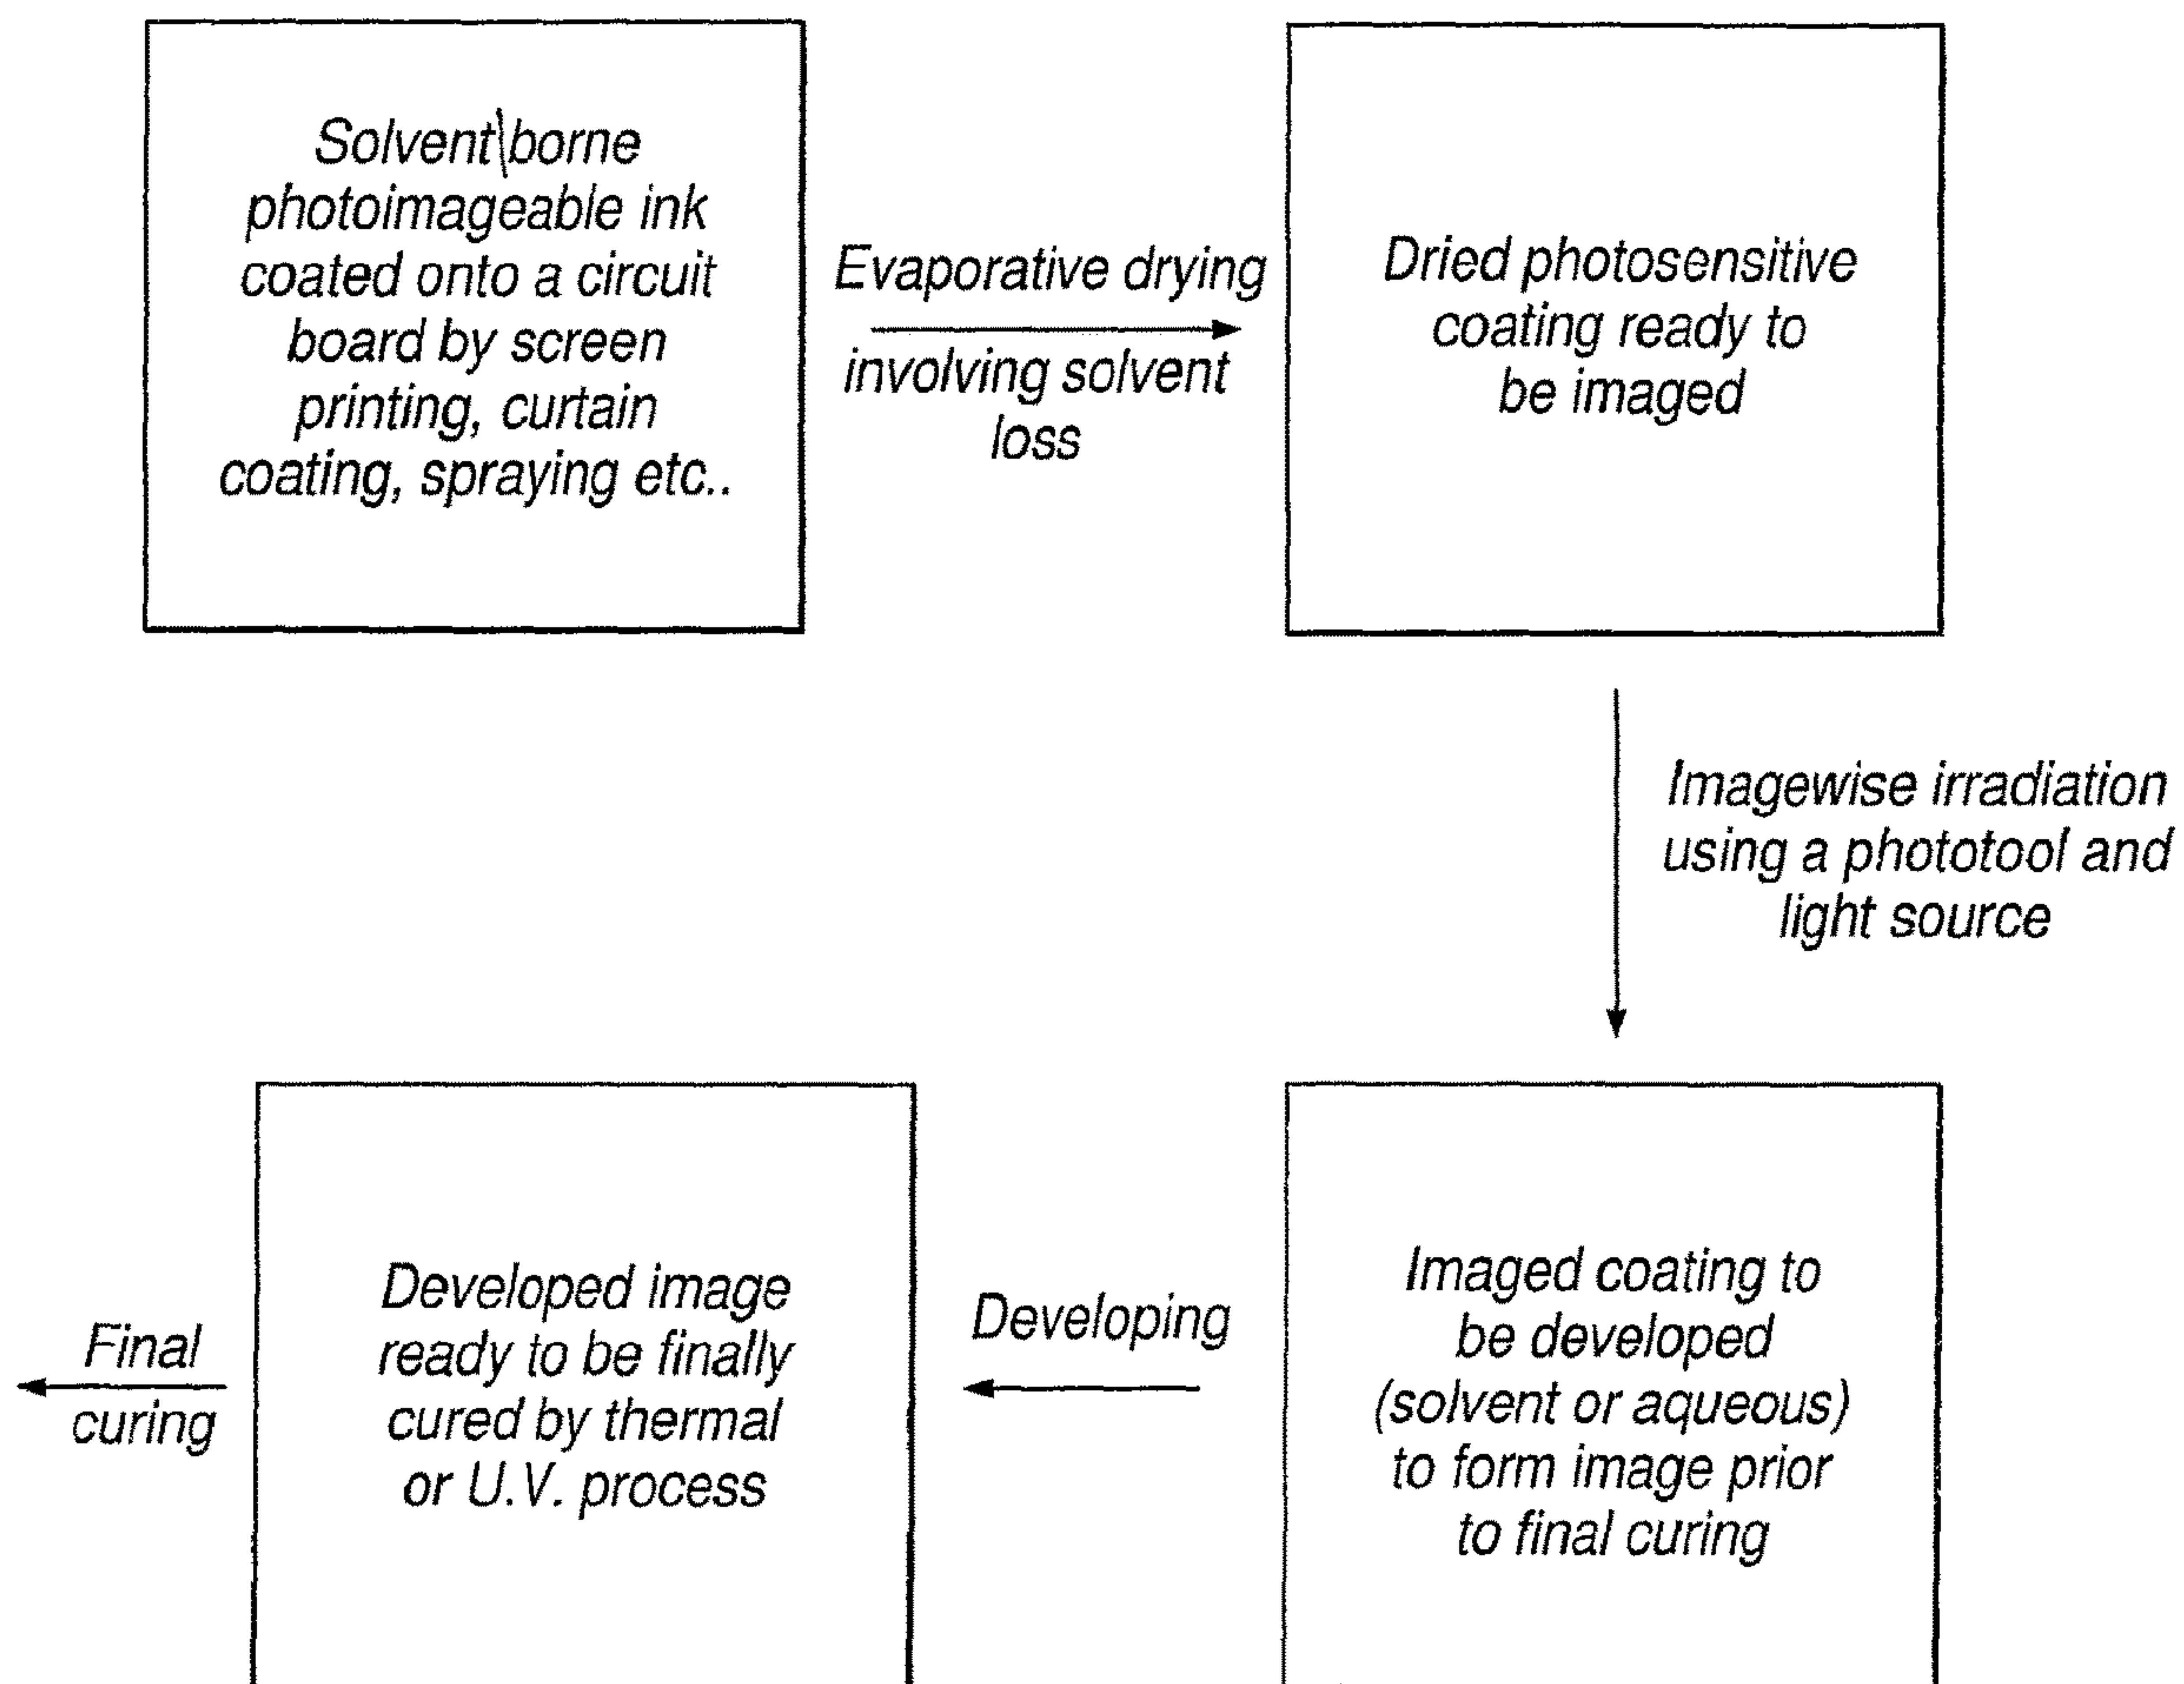 Solvent\borne
photoimageable ink
coated onto a circuit
board by screen
printing, curtain
coating, spraying etc..
Evaporative drying
involving solvent
loss
Dried photosensitive
coating ready to
be imaged
Imagewise irradiation
using a phototool and
light source
Imaged coating to
be developed
(solvent or aqueous)
to form image prior
to final curing
Developing
Developed image
ready to be finally
cured by thermal
or U.V. process
Final
curing